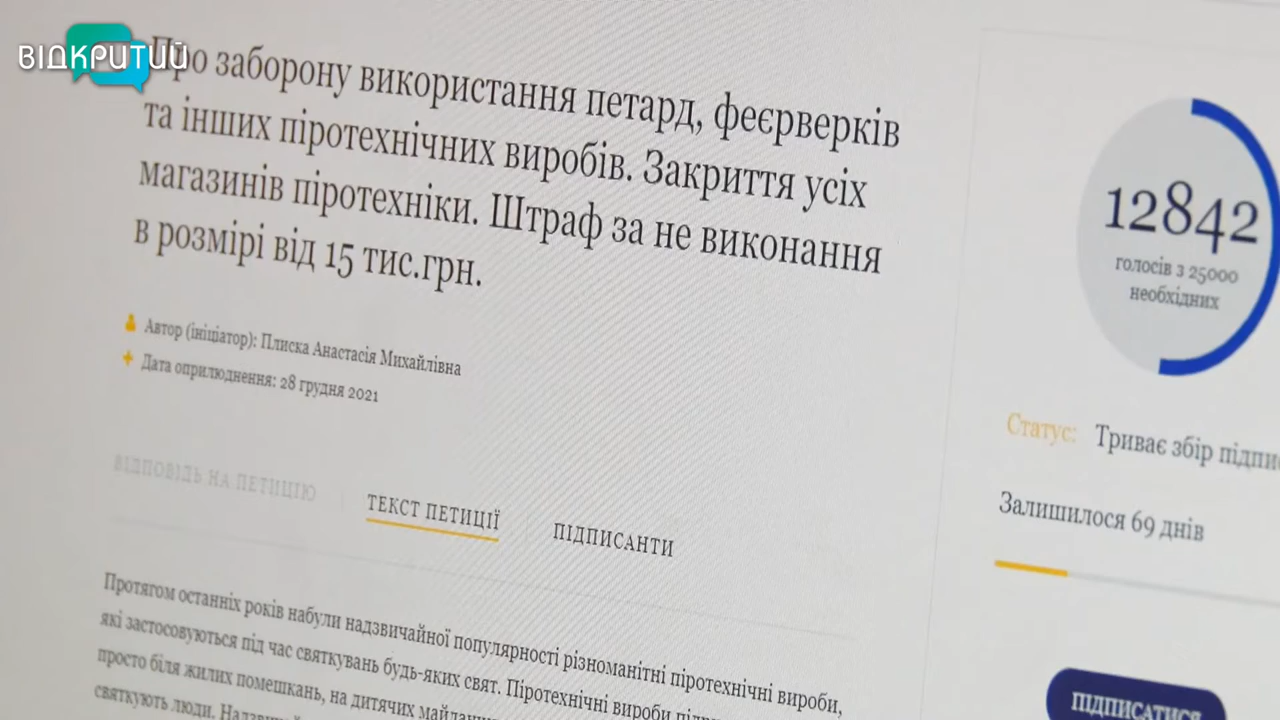 ВІДКРИТИЙ
Про заборону використання петард, феєрверків
та інших піротехнічних виробів. Закриття усіх
магазинів піротехніки. Штраф за не виконання
в розмірі від 15 тис.грн.
Автор (ініціатор): Плиска Анастасія Михайлівна
Дата оприлюднення: 28 грудня 2021
12842
голосів з 25000
необхідних
Статус: Триває збір
Залишилося 69 днів
ВІДПОВІДЬ НА ПЕТИЦІЮ
ТЕКСТ ПЕТИЦІЇ
ПІДПИСАНТИ
Протягом останніх років набули надзвичайної популярності різноманітні піротехнічні вироби,
які застосовуються під час святкувань будь-яких свят. Піротехнічні вироби
просто біля жилих помешкань, на дитячих
святкують люди.
ПІДПИСАТИСЯ